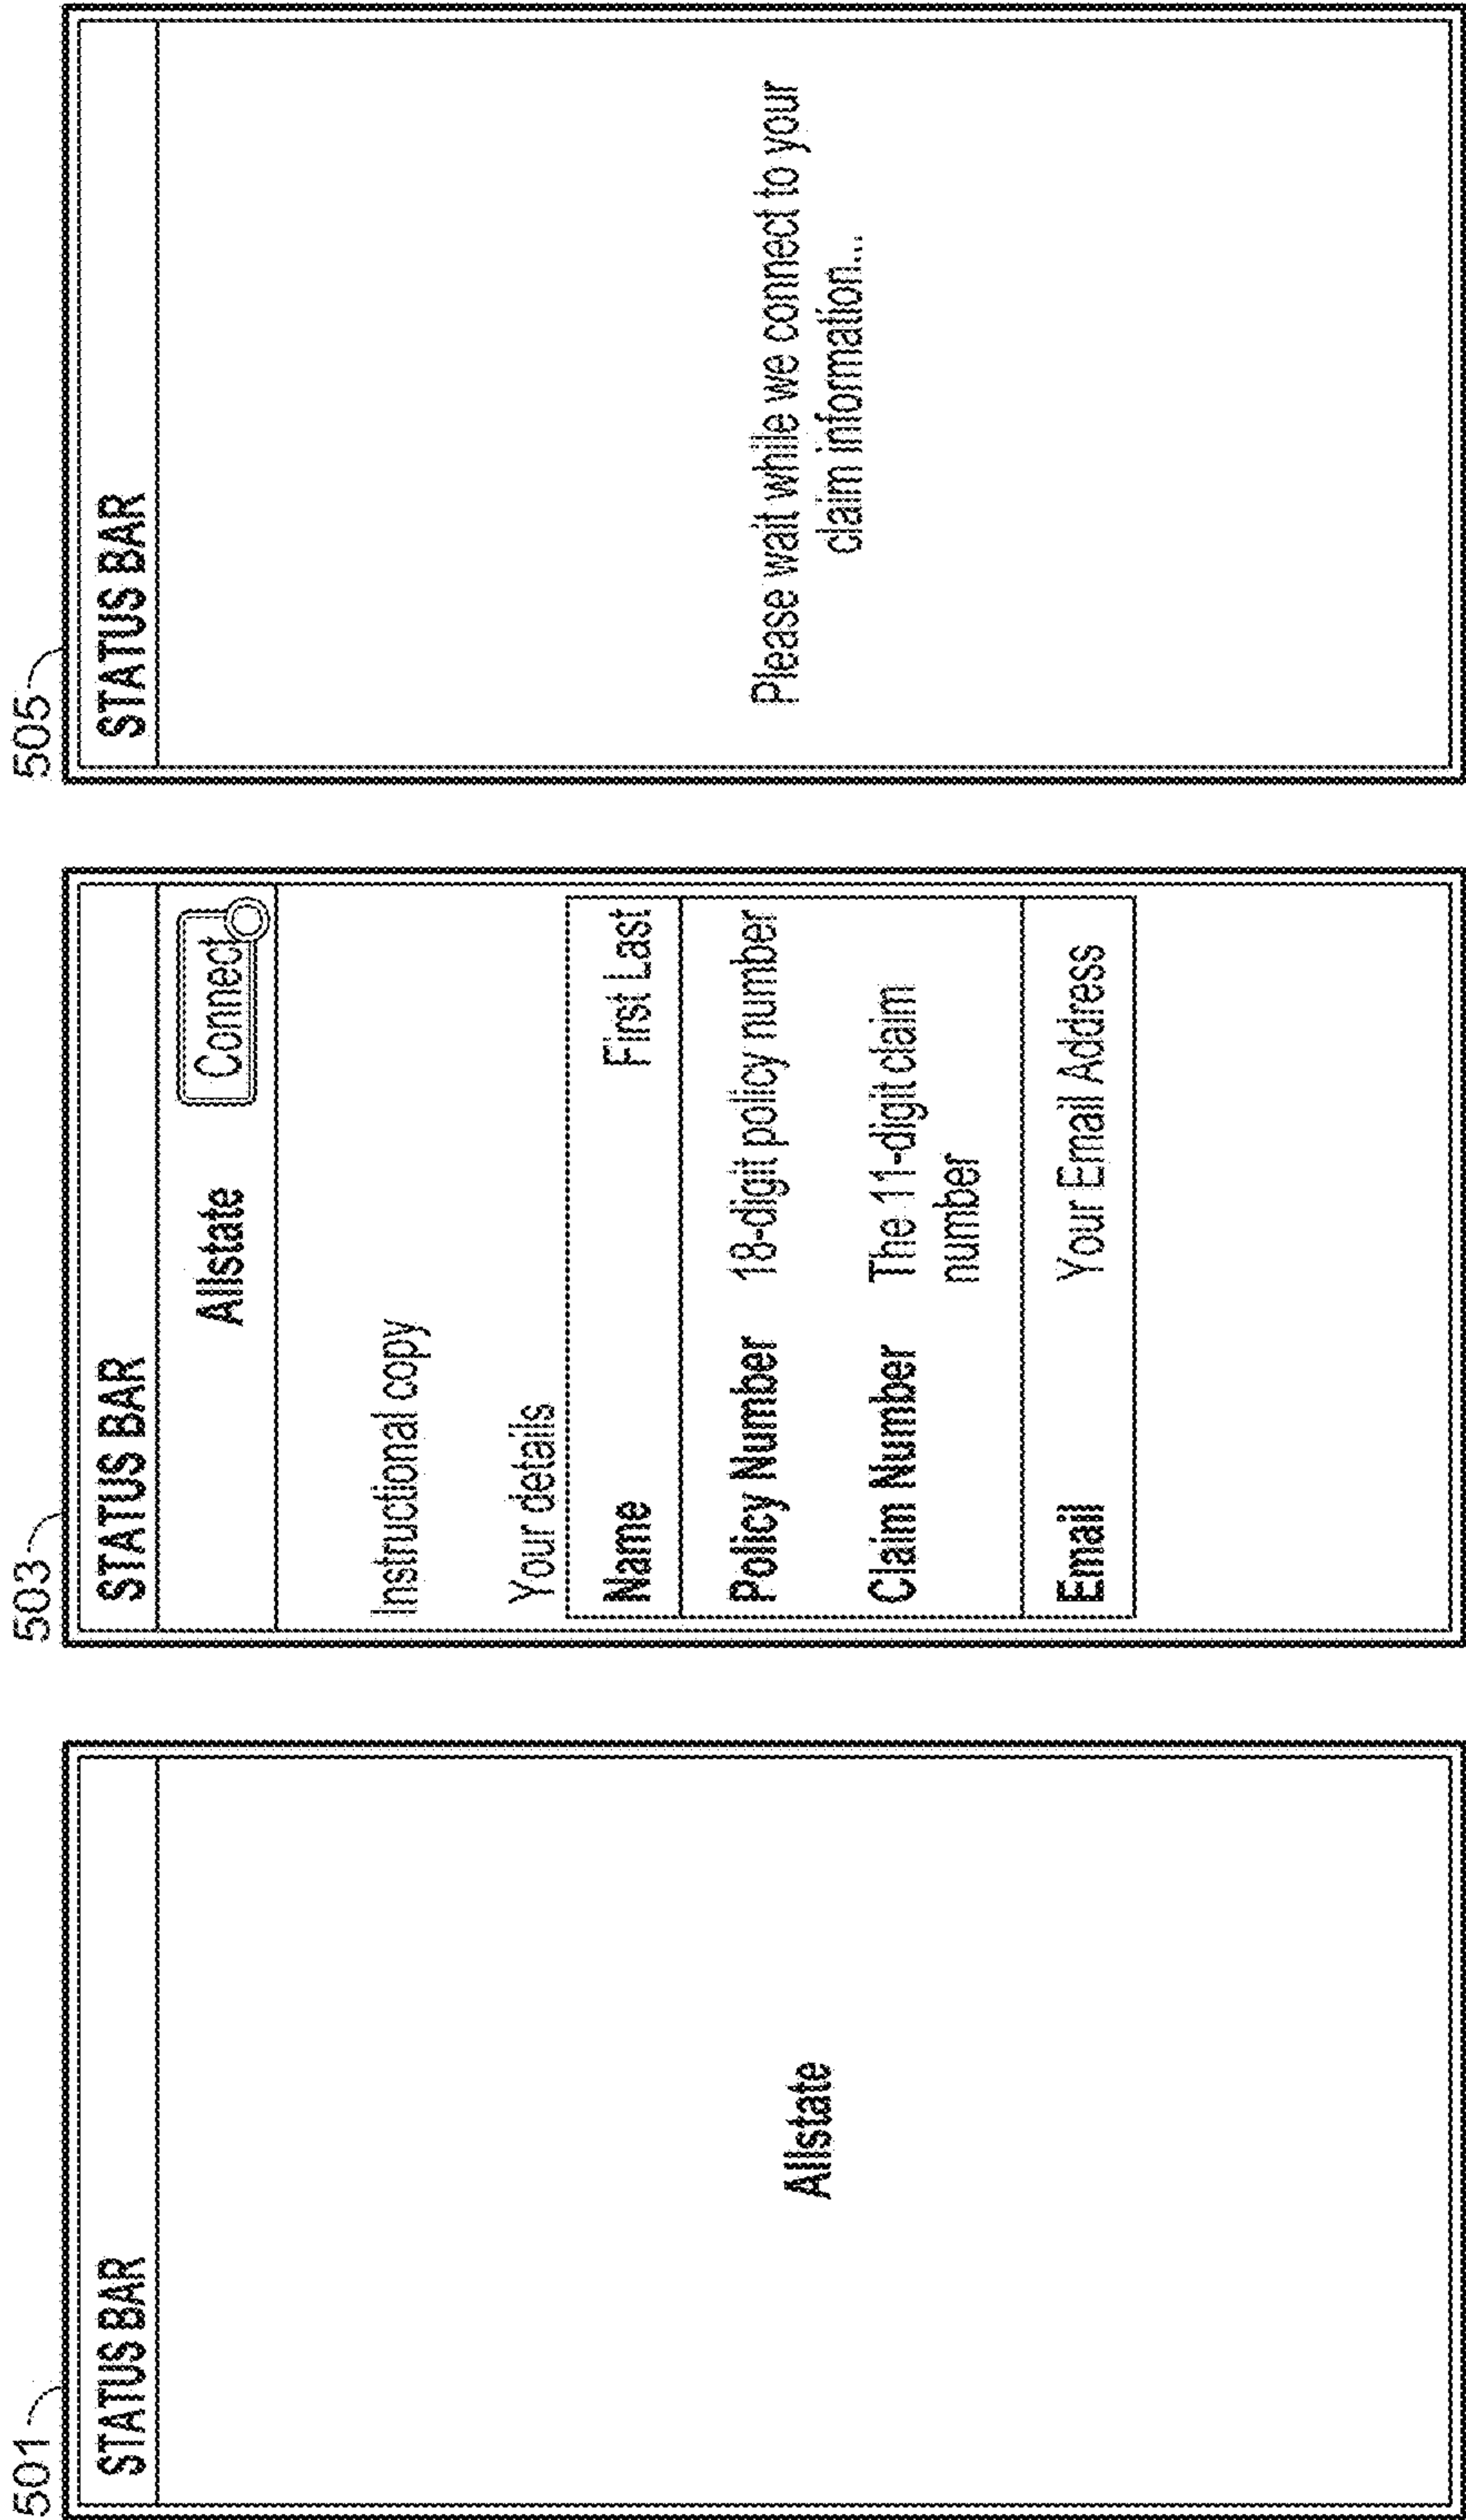 501
STATUS BAR
Allstate
503
STATUS BAR
Allstate Connect
Instructional copy
Your details
Name First Last
Policy Number 18-digit policy number
Claim Number The 11-digit claim
number
Email Your Email Address
505
STATUS BAR
Please wait while we connect to your
claim information...